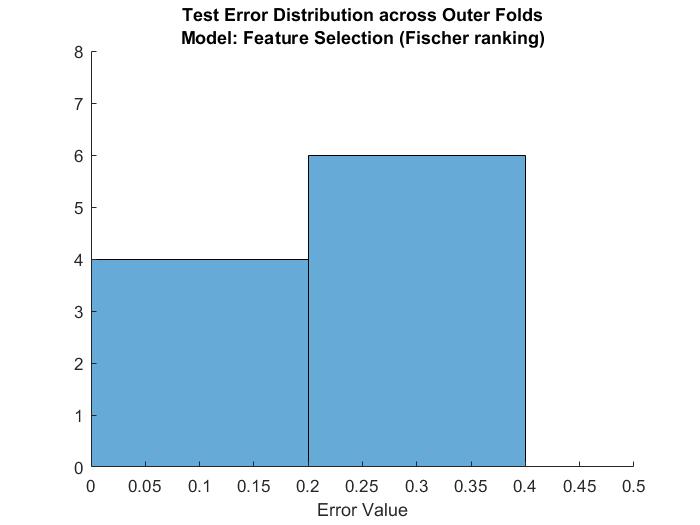 Test Error Distribution across Outer Folds
Model: Feature Selection (Fischer ranking)
8
7
6
5
4
3
2
1
0
0 0.05 0.1 0.15 0.2 0.25 0.3 0.35 0.4 0.45 0.5
Error Value